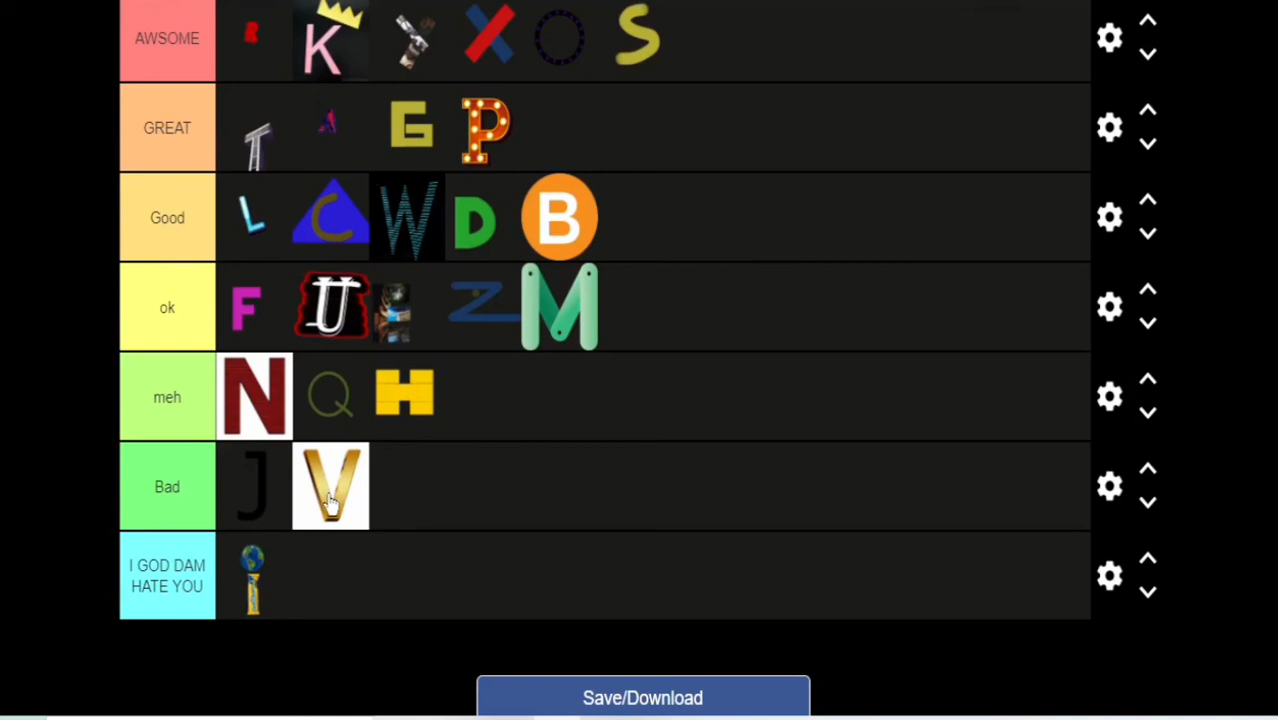 AWSOME R K Y X O S
GREAT T A G P
Good L C W D B
ok F U E Z M
meh N Q H
Bad J V
I GOD DAM
HATE YOU i
Save/Download